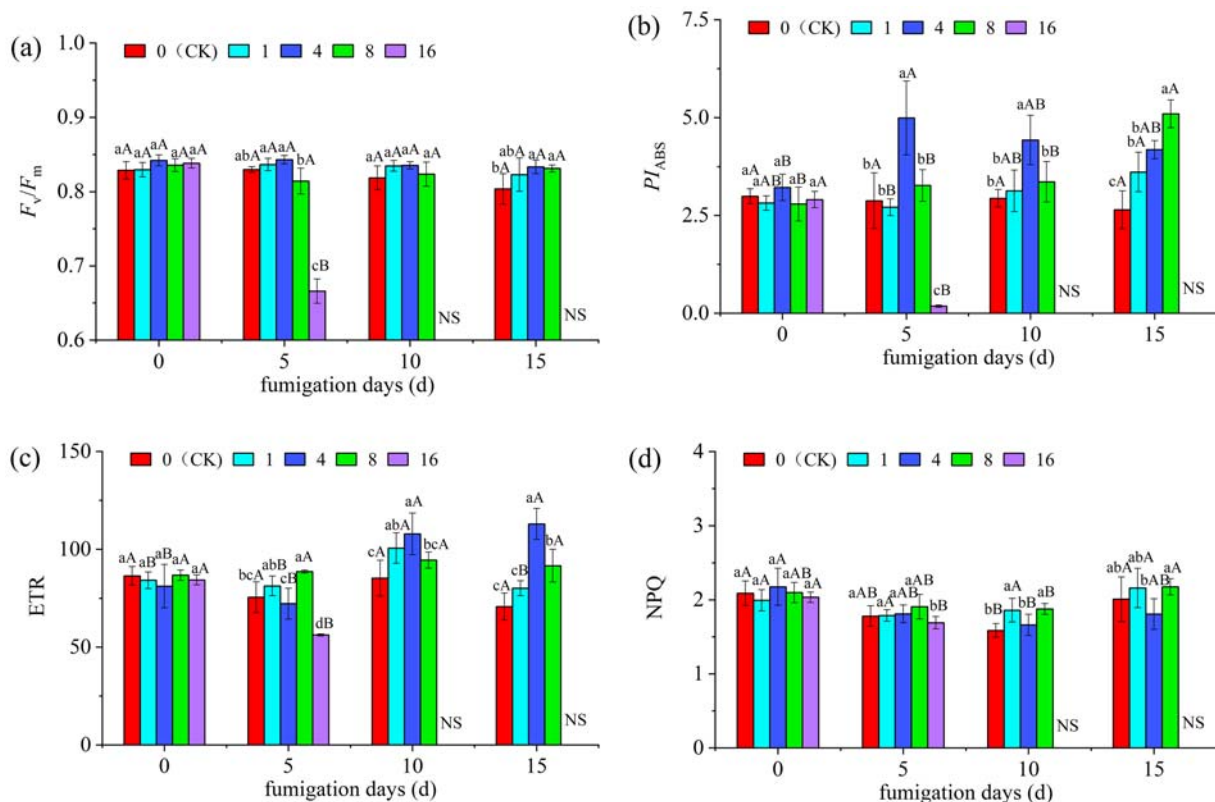 (a)
0（CK） 1 4 8 16
F_v/F_m
1.0
0.9
0.8
0.7
0.6
aA aA aA aA aA
abA aA aA bA cB
aA aA aA aA NS
bA abA aA aA NS
0 5 10 15
fumigation days (d)
(b)
0（CK） 1 4 8 16
PI_ABS
7.5
5.0
2.5
0.0
aA aAB aB aB aA
bA bA aA bB cB
bA bAB aAB bB NS
cA bAB bAB aA NS
0 5 10 15
fumigation days (d)
(c)
0（CK） 1 4 8 16
ETR
150
100
50
0
aA aB aB aA aA
bcA abB cB aA dB
cA abA aA bcA NS
cA cB aA bA NS
0 5 10 15
fumigation days (d)
(d)
0（CK） 1 4 8 16
NPQ
4
3
2
1
0
aA aA aA aAB aA
aAB aA aAB aAB bB
bB aA bB aB NS
abA abA bAB aA NS
0 5 10 15
fumigation days (d)